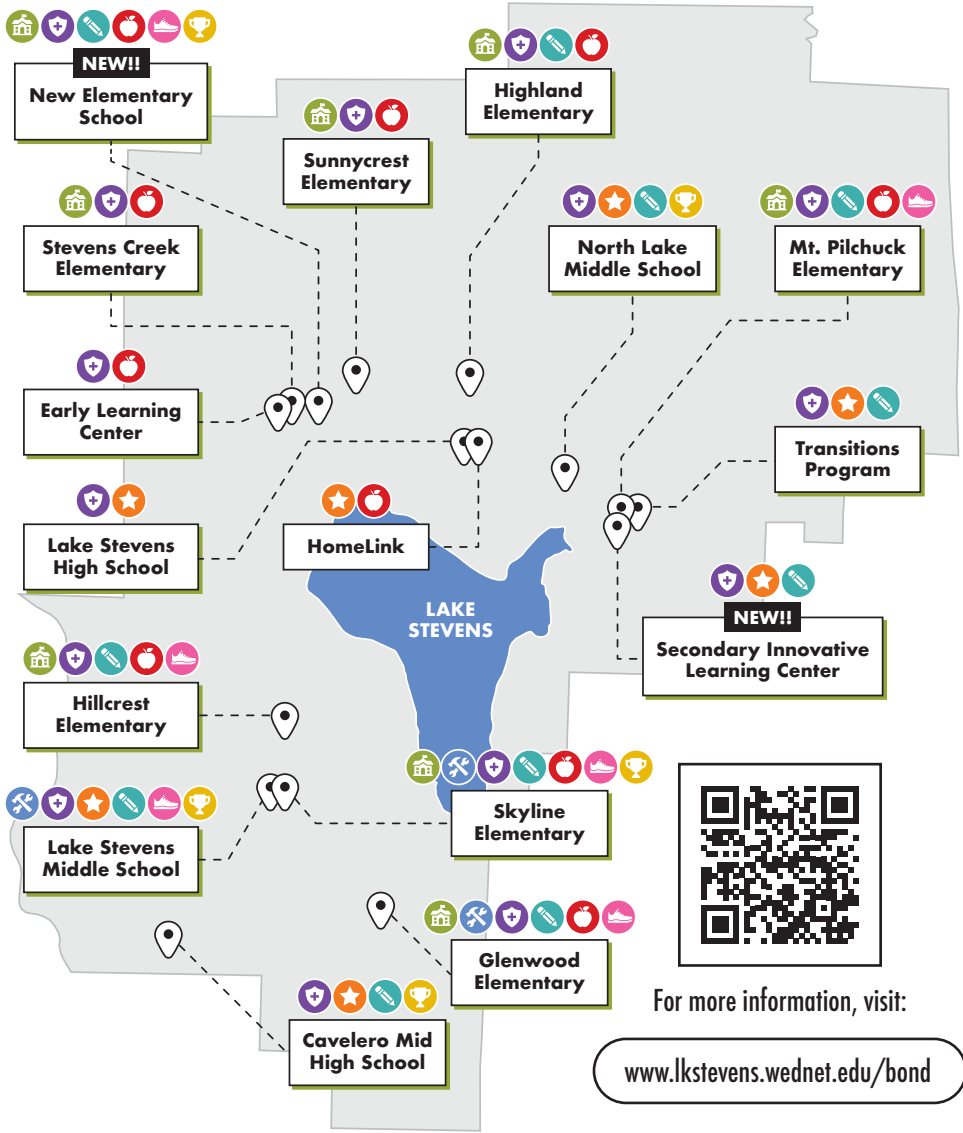 NEW!!
New Elementary
School
Highland
Elementary
Sunnycrest
Elementary
Stevens Creek
Elementary
North Lake
Middle School
Mt. Pilchuck
Elementary
Early Learning
Center
Transitions
Program
Lake Stevens
High School
HomeLink
LAKE
STEVENS
NEW!!
Secondary Innovative
Learning Center
Hillcrest
Elementary
Lake Stevens
Middle School
Skyline
Elementary
Glenwood
Elementary
Cavelero Mid
High School
For more information, visit:
www.lkstevens.wednet.edu/bond